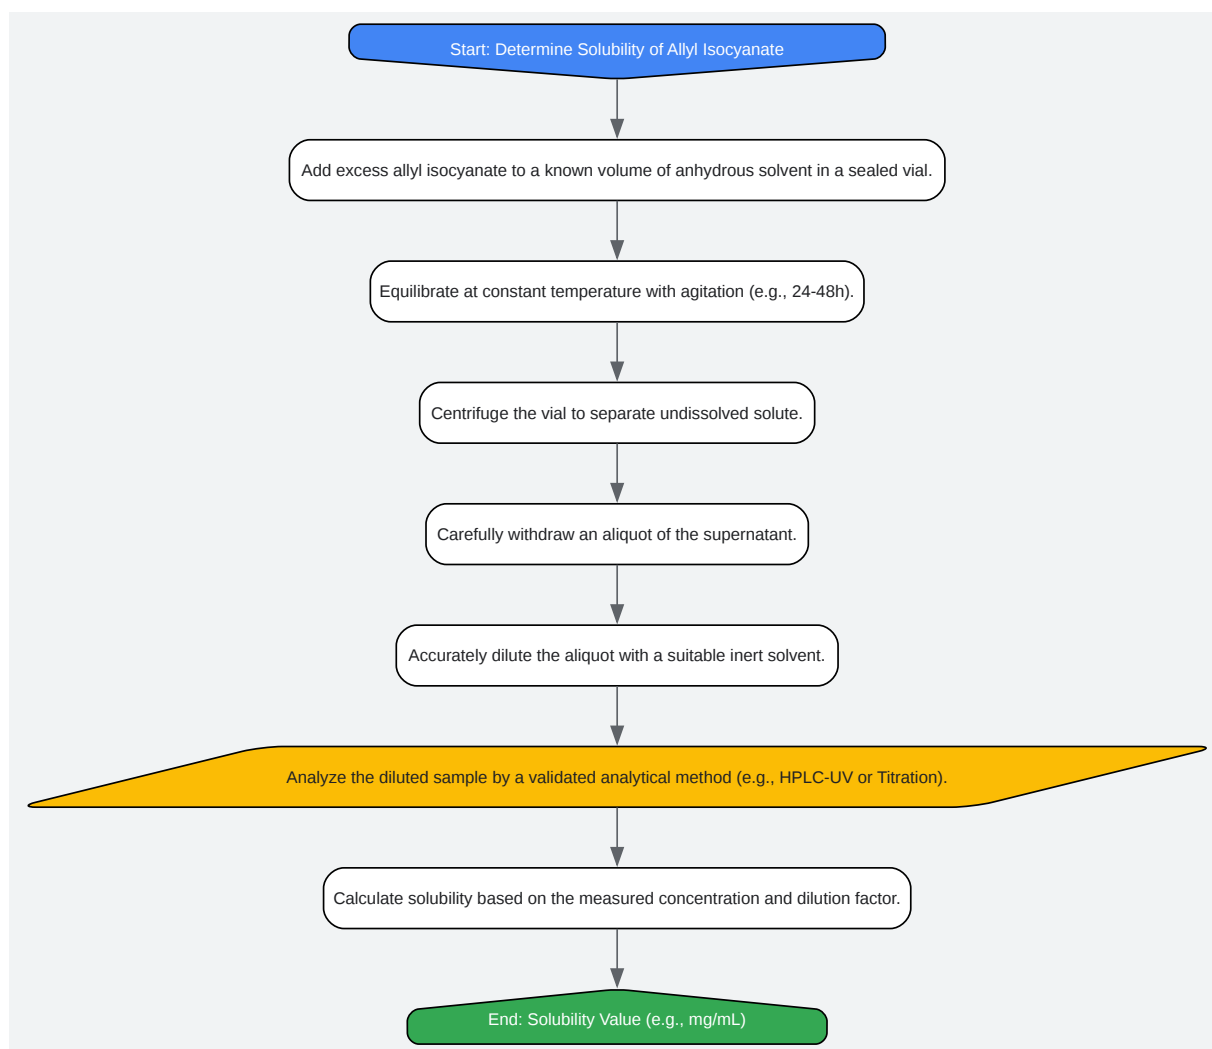 Start: Determine Solubility of Allyl Isocyanate
Add excess allyl isocyanate to a known volume of anhydrous solvent in a sealed vial.
Equilibrate at constant temperature with agitation (e.g., 24-48h).
Centrifuge the vial to separate undissolved solute.
Carefully withdraw an aliquot of the supernatant.
Accurately dilute the aliquot with a suitable inert solvent.
Analyze the diluted sample by a validated analytical method (e.g., HPLC-UV or Titration).
Calculate solubility based on the measured concentration and dilution factor.
End: Solubility Value (e.g., mg/mL)